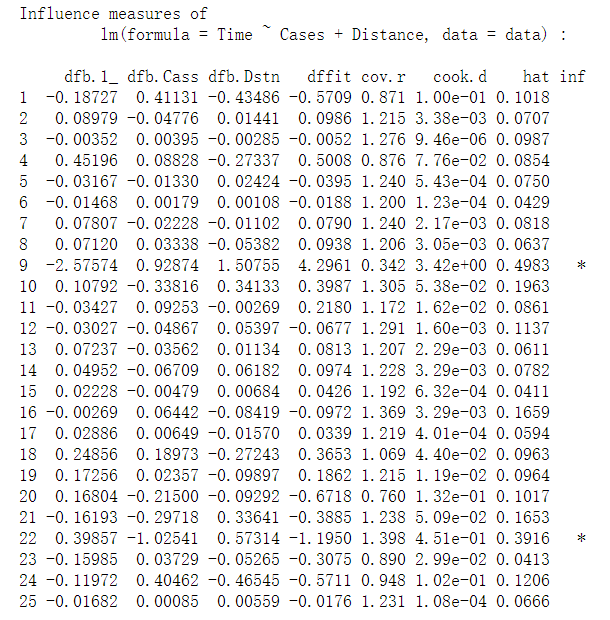 Influence measures of
lm(formula = Time ~ Cases + Distance, data = data) :
dfb.1_ dfb.Cass dfb.Dstn dffit cov.r cook.d hat inf
1 -0.18727 0.41131 -0.43486 -0.5709 0.871 1.00e-01 0.1018
2 0.08979 -0.04776 0.01441 0.0986 1.215 3.38e-03 0.0707
3 -0.00352 0.00395 -0.00285 -0.0052 1.276 9.46e-06 0.0987
4 0.45196 0.08828 -0.27337 0.5008 0.876 7.76e-02 0.0854
5 -0.03167 -0.01330 0.02424 -0.0395 1.240 5.43e-04 0.0750
6 -0.01468 0.00179 0.00108 -0.0188 1.200 1.23e-04 0.0429
7 0.07807 -0.02228 -0.01102 0.0790 1.240 2.17e-03 0.0818
8 0.07120 0.03338 -0.05382 0.0938 1.206 3.05e-03 0.0637
9 -2.57574 0.92874 1.50755 4.2961 0.342 3.42e+00 0.4983 *
10 0.10792 -0.33816 0.34133 0.3987 1.305 5.38e-02 0.1963
11 -0.03427 0.09253 -0.00269 0.2180 1.172 1.62e-02 0.0861
12 -0.03027 -0.04867 0.05397 -0.0677 1.291 1.60e-03 0.1137
13 0.07237 -0.03562 0.01134 0.0813 1.207 2.29e-03 0.0611
14 0.04952 -0.06709 0.06182 0.0974 1.228 3.29e-03 0.0782
15 0.02228 -0.00479 0.00684 0.0426 1.192 6.32e-04 0.0411
16 -0.00269 0.06442 -0.08419 -0.0972 1.369 3.29e-03 0.1659
17 0.02886 0.00649 -0.01570 0.0339 1.219 4.01e-04 0.0594
18 0.24856 0.18973 -0.27243 0.3653 1.069 4.40e-02 0.0963
19 0.17256 0.02357 -0.09897 0.1862 1.215 1.19e-02 0.0964
20 0.16804 -0.21500 -0.09292 -0.6718 0.760 1.32e-01 0.1017
21 -0.16193 -0.29718 0.33641 -0.3885 1.238 5.09e-02 0.1653
22 0.39857 -1.02541 0.57314 -1.1950 1.398 4.51e-01 0.3916 *
23 -0.15985 0.03729 -0.05265 -0.3075 0.890 2.99e-02 0.0413
24 -0.11972 0.40462 -0.46545 -0.5711 0.948 1.02e-01 0.1206
25 -0.01682 0.00085 0.00559 -0.0176 1.231 1.08e-04 0.0666